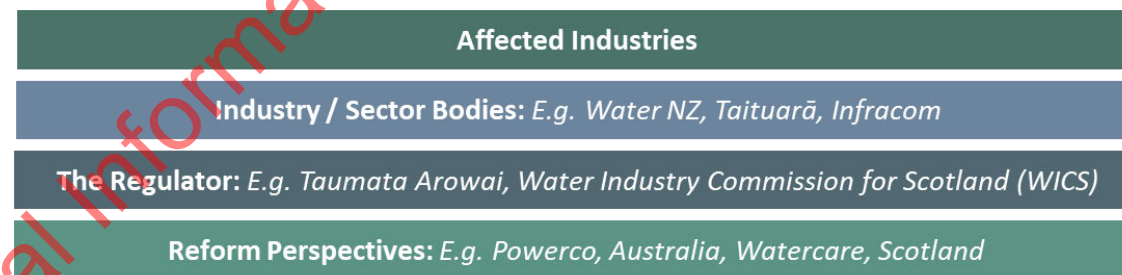 Affected Industries
Industry / Sector Bodies: E.g. Water NZ, Taituarā, Infracom
The Regulator: E.g. Taumata Arowai, Water Industry Commission for Scotland (WICS)
Reform Perspectives: E.g. Powerco, Australia, Watercare, Scotland